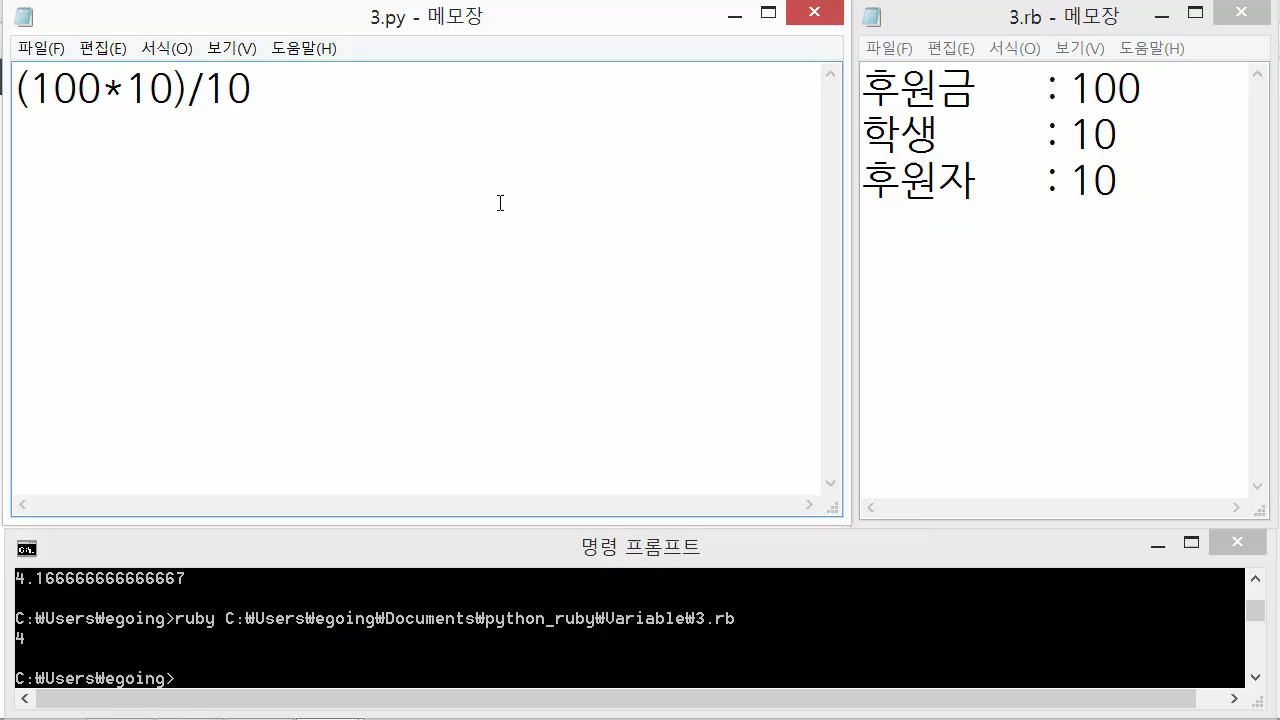 3.py - 메모장
파일(F) 편집(E) 서식(O) 보기(V) 도움말(H)
(100*10)/10
3.rb - 메모장
파일(F) 편집(E) 서식(O) 보기(V) 도움말(H)
후원금 : 100
학생 : 10
후원자 : 10
명령 프롬프트
4.166666666666667
C:₩Users₩egoing>ruby C:₩Users₩egoing₩Documents₩python_ruby₩Variable₩3.rb
4
C:₩Users₩egoing>